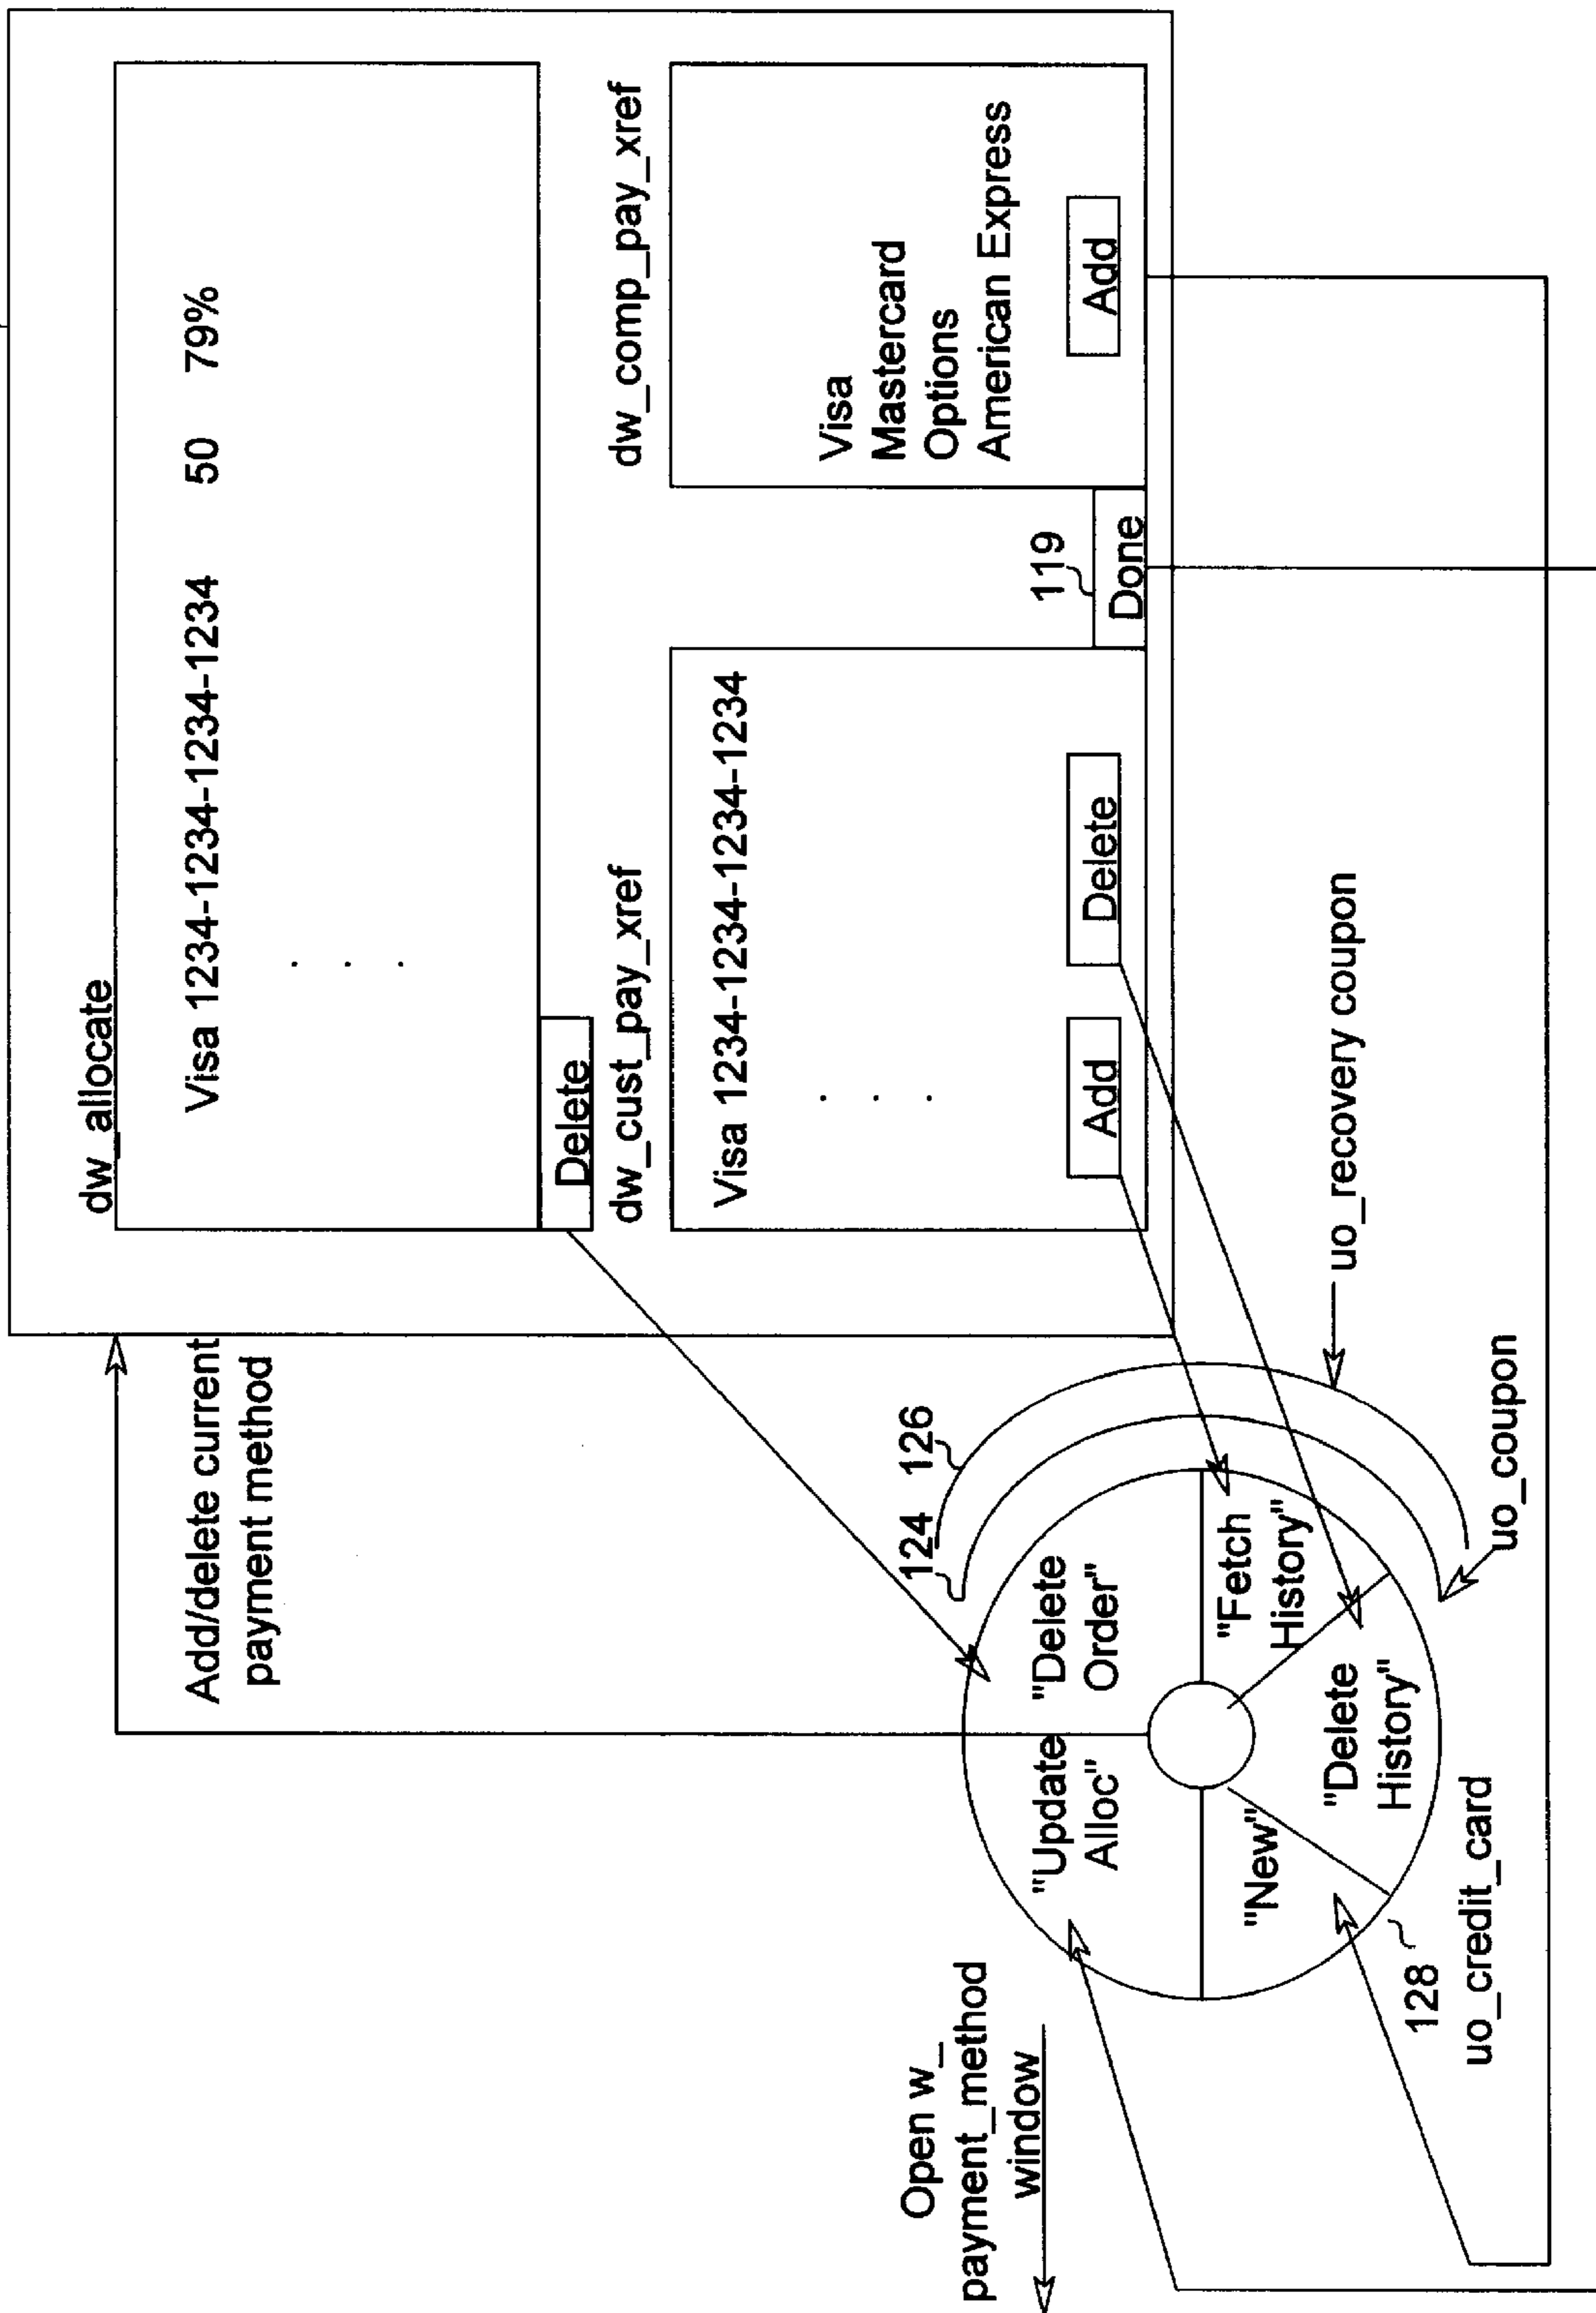 dw_allocate
Visa 1234-1234-1234-1234 50 79%
. . .
Delete
dw_cust_pay_xref
Visa 1234-1234-1234-1234
. . .
Add
Delete
119
Done
dw_comp_pay_xref
Visa
Mastercard
Options
American Express
Add
Add/delete current
payment method
Open w_
payment_method
window
"Update
Alloc"
"Delete
Order"
"New"
"Delete
History"
"Fetch
History"
124
126
128
uo_credit_card
uo_coupon
uo_recovery coupon